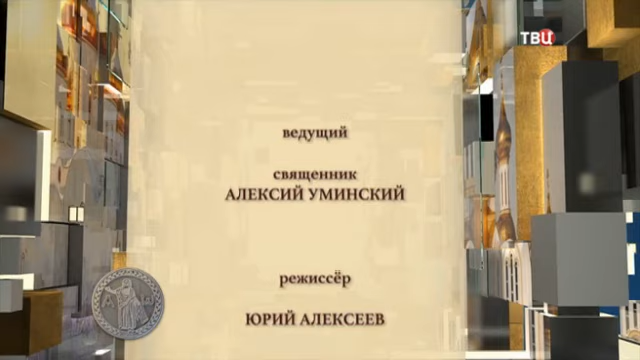 ТВЦ
ведущий
священник
АЛЕКСИЙ УМИНСКИЙ
режиссёр
ЮРИЙ АЛЕКСЕЕВ
Α Ω